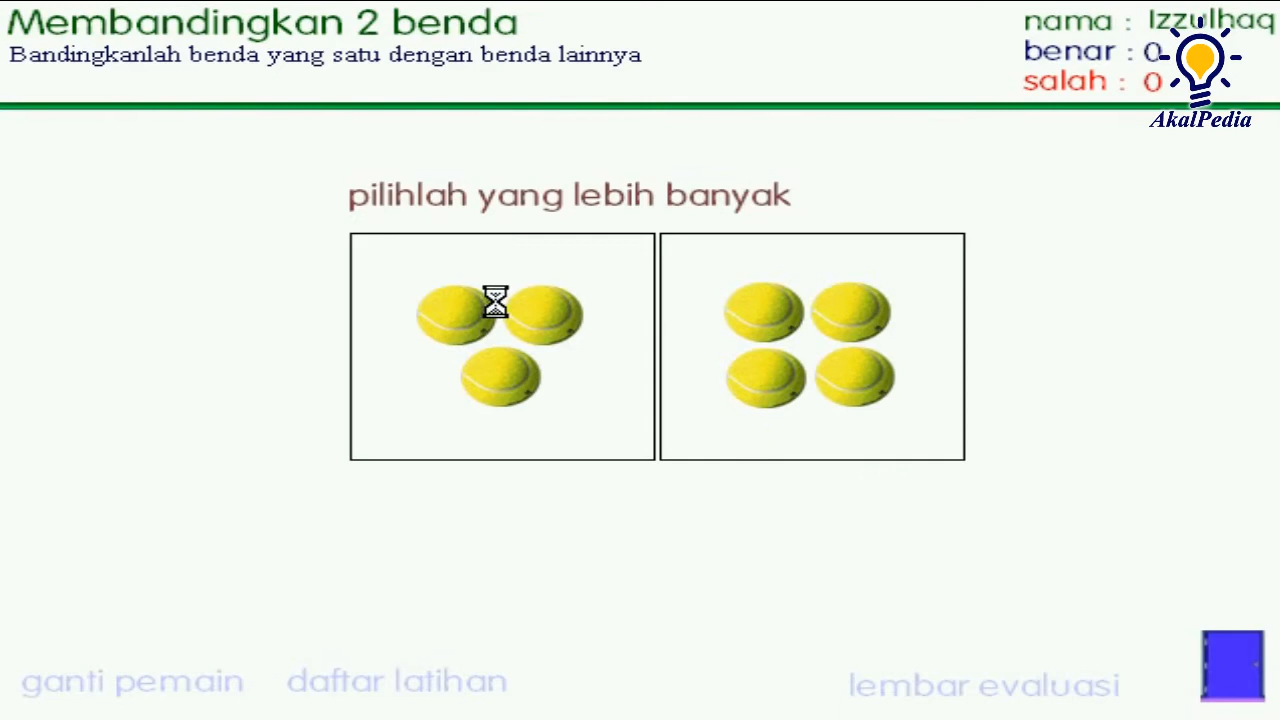 Membandingkan 2 benda
Bandingkanlah benda yang satu dengan benda lainnya
nama : Izzulhaq
benar : 0
salah : 0
AkalPedia
pilihlah yang lebih banyak
ganti pemain
daftar latihan
lembar evaluasi